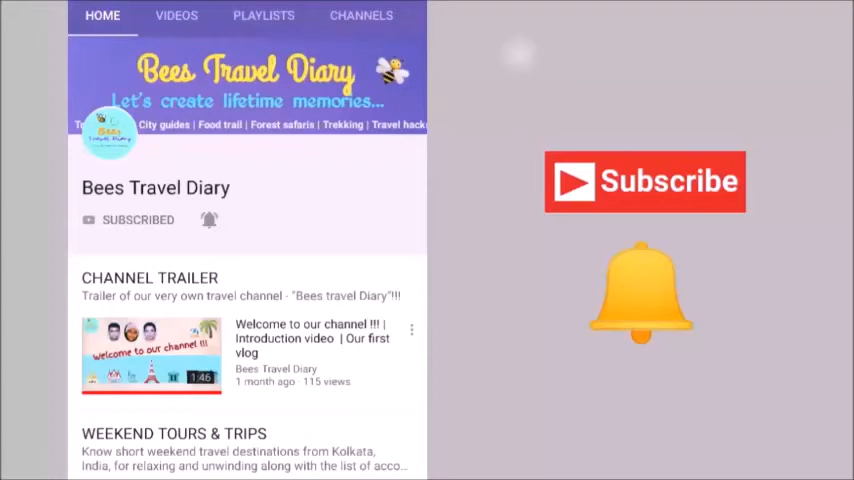 HOME VIDEOS PLAYLISTS CHANNELS
Bees Travel Diary
Let's create lifetime memories...
City guides | Food trail | Forest safaris | Trekking | Travel hack
Bees
Travel Diary
Bees Travel Diary
SUBSCRIBED
CHANNEL TRAILER
Trailer of our very own travel channel - "Bees travel Diary"!!!
Welcome to our channel !!!
1:46
Welcome to our channel !!! |
Introduction video | Our first
vlog
Bees Travel Diary
1 month ago · 115 views
WEEKEND TOURS & TRIPS
Know short weekend travel destinations from Kolkata,
India, for relaxing and unwinding along with the list of acco...
Subscribe